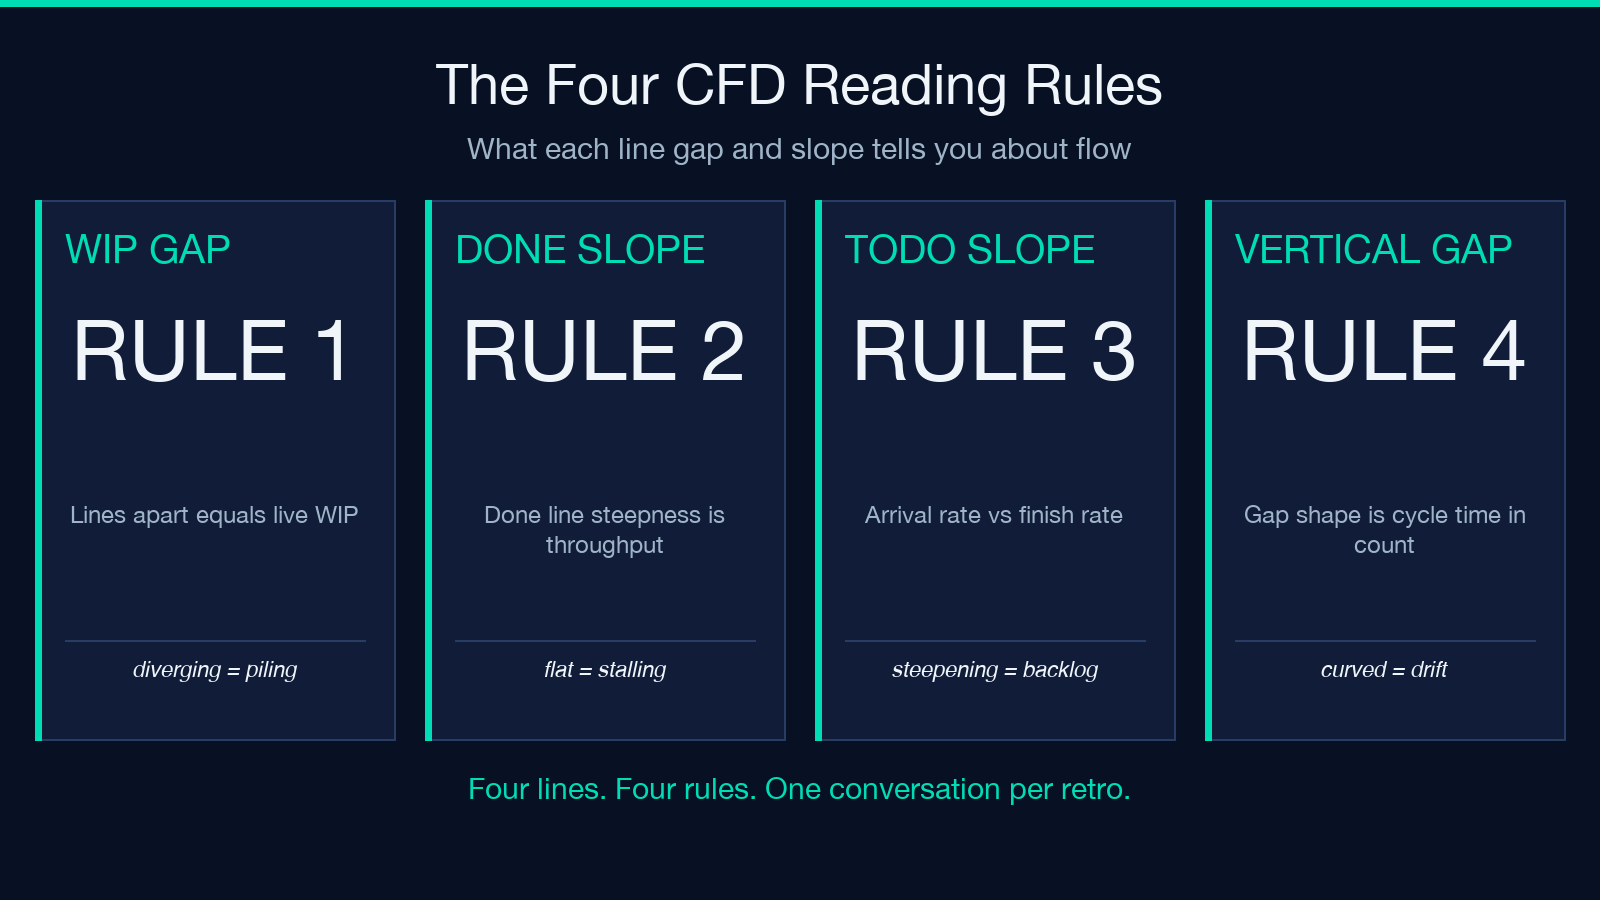 The Four CFD Reading Rules
What each line gap and slope tells you about flow
WIP GAP
RULE 1
Lines apart equals live WIP
diverging = piling
DONE SLOPE
RULE 2
Done line steepness is
throughput
flat = stalling
TODO SLOPE
RULE 3
Arrival rate vs finish rate
steepening = backlog
VERTICAL GAP
RULE 4
Gap shape is cycle time in
count
curved = drift
Four lines. Four rules. One conversation per retro.